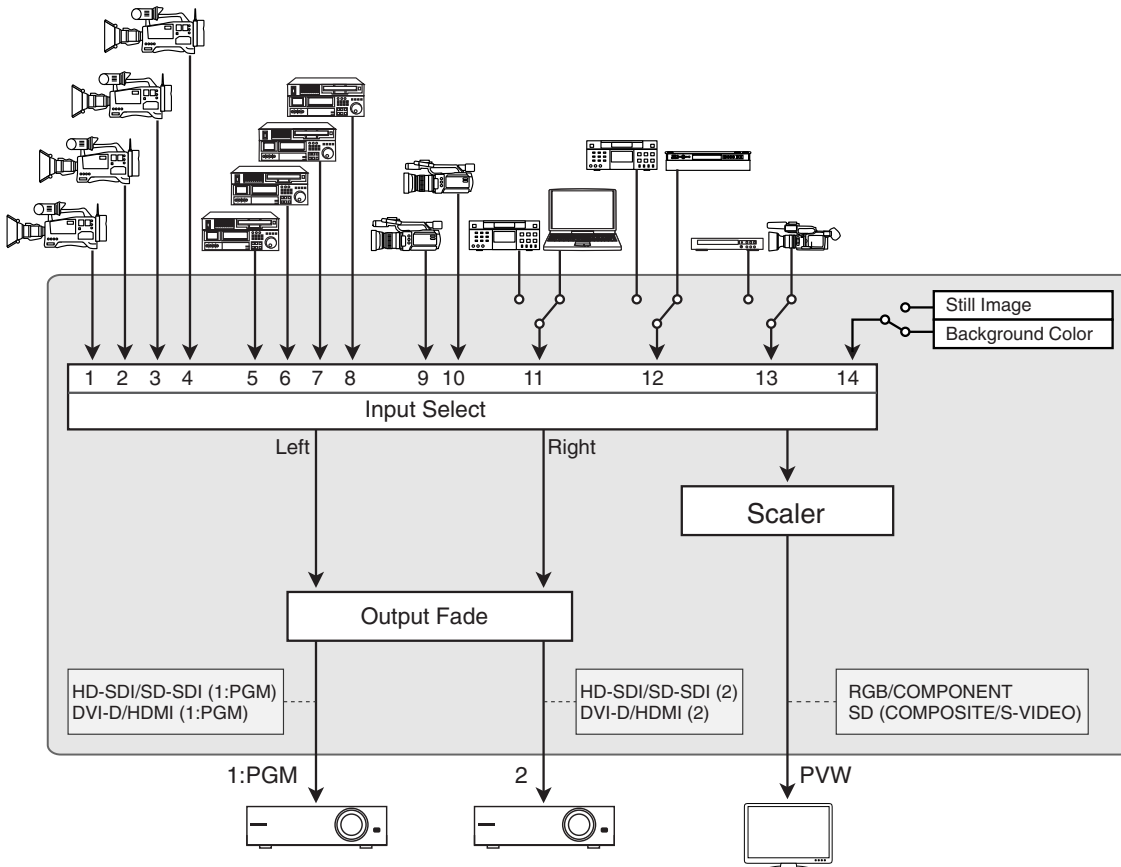 Still Image
Background Color
1 2 3 4 5 6 7 8 9 10 11 12 13 14
Input Select
Left
Right
Scaler
Output Fade
HD-SDI/SD-SDI (1:PGM)
DVI-D/HDMI (1:PGM)
HD-SDI/SD-SDI (2)
DVI-D/HDMI (2)
RGB/COMPONENT
SD (COMPOSITE/S-VIDEO)
1:PGM
2
PVW